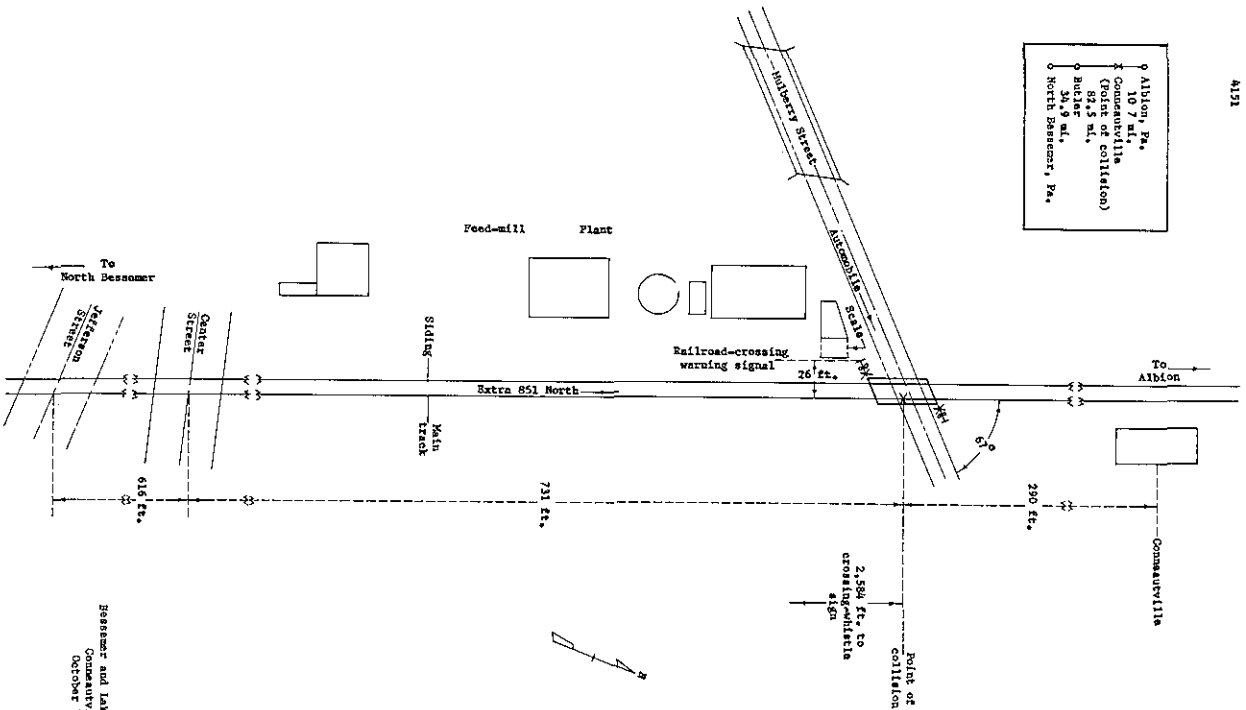 4151
Albion, Pa.
10 7 mi.
Conneautville
(Point of collision)
82.5 mi.
Butler
34.9 mi.
North Bessemer, Pa.
Mulberry Street
Automobile
Scale
Feed-mill Plant
To
North Bessemer
Jefferson
Street
Center
Street
Siding
Railroad-crossing
warning signal
26 ft.
To
Albion
Extra 851 North
Main
track
67°
616 ft.
731 ft.
290 ft.
Conneautville
2,584 ft. to
crossing-whistle
sign
Point of
collision
Bessemer and Lak
Conneautv
October